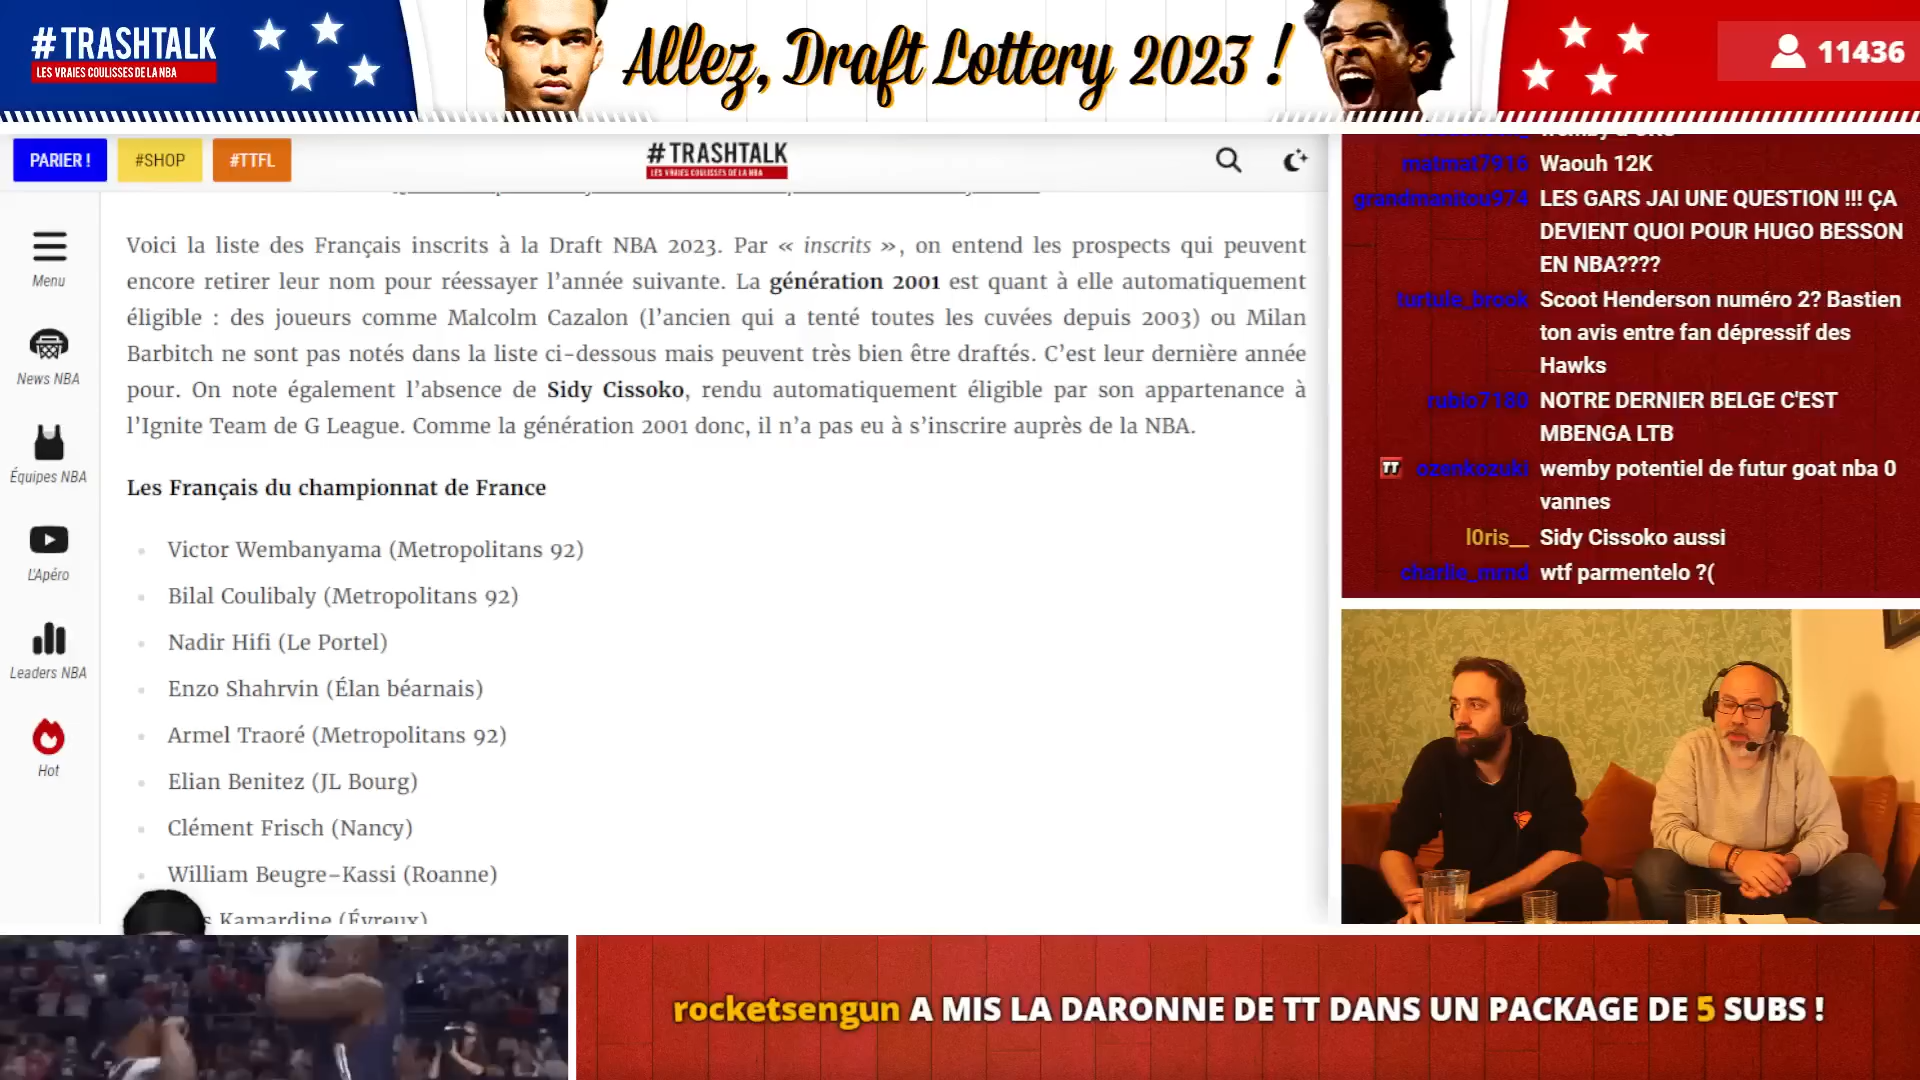 #TRASHTALK
LES VRAIES COULISSES DE LA NBA
Allez, Draft Lottery 2023 !
11436
PARIER !
#SHOP
#TTFL
#TRASHTALK
LES VRAIES COULISSES DE LA NBA
Menu
News NBA
Équipes NBA
L'Apéro
Leaders NBA
Hot
Voici la liste des Français inscrits à la Draft NBA 2023. Par « inscrits », on entend les prospects qui peuvent
encore retirer leur nom pour réessayer l’année suivante. La génération 2001 est quant à elle automatiquement
éligible : des joueurs comme Malcolm Cazalon (l’ancien qui a tenté toutes les cuvées depuis 2003) ou Milan
Barbitch ne sont pas notés dans la liste ci-dessous mais peuvent très bien être draftés. C’est leur dernière année
pour. On note également l’absence de Sidy Cissoko, rendu automatiquement éligible par son appartenance à
l’Ignite Team de G League. Comme la génération 2001 donc, il n’a pas eu à s’inscrire auprès de la NBA.
Les Français du championnat de France
Victor Wembanyama (Metropolitans 92)
Bilal Coulibaly (Metropolitans 92)
Nadir Hifi (Le Portel)
Enzo Shahrvin (Élan béarnais)
Armel Traoré (Metropolitans 92)
Elian Benitez (JL Bourg)
Clément Frisch (Nancy)
William Beugre-Kassi (Roanne)
Kamardine (Évreux)
matmat7916 Waouh 12K
grandmanitou974 LES GARS JAI UNE QUESTION !!! ÇA
DEVIENT QUOI POUR HUGO BESSON
EN NBA????
turtule_brook Scoot Henderson numéro 2? Bastien
ton avis entre fan dépressif des
Hawks
rubio7180 NOTRE DERNIER BELGE C'EST
MBENGA LTB
TT ozenkozuki wemby potentiel de futur goat nba 0
vannes
l0ris__ Sidy Cissoko aussi
charlie_mrnd wtf parmentelo ?(
rocketsengun A MIS LA DARONNE DE TT DANS UN PACKAGE DE 5 SUBS !